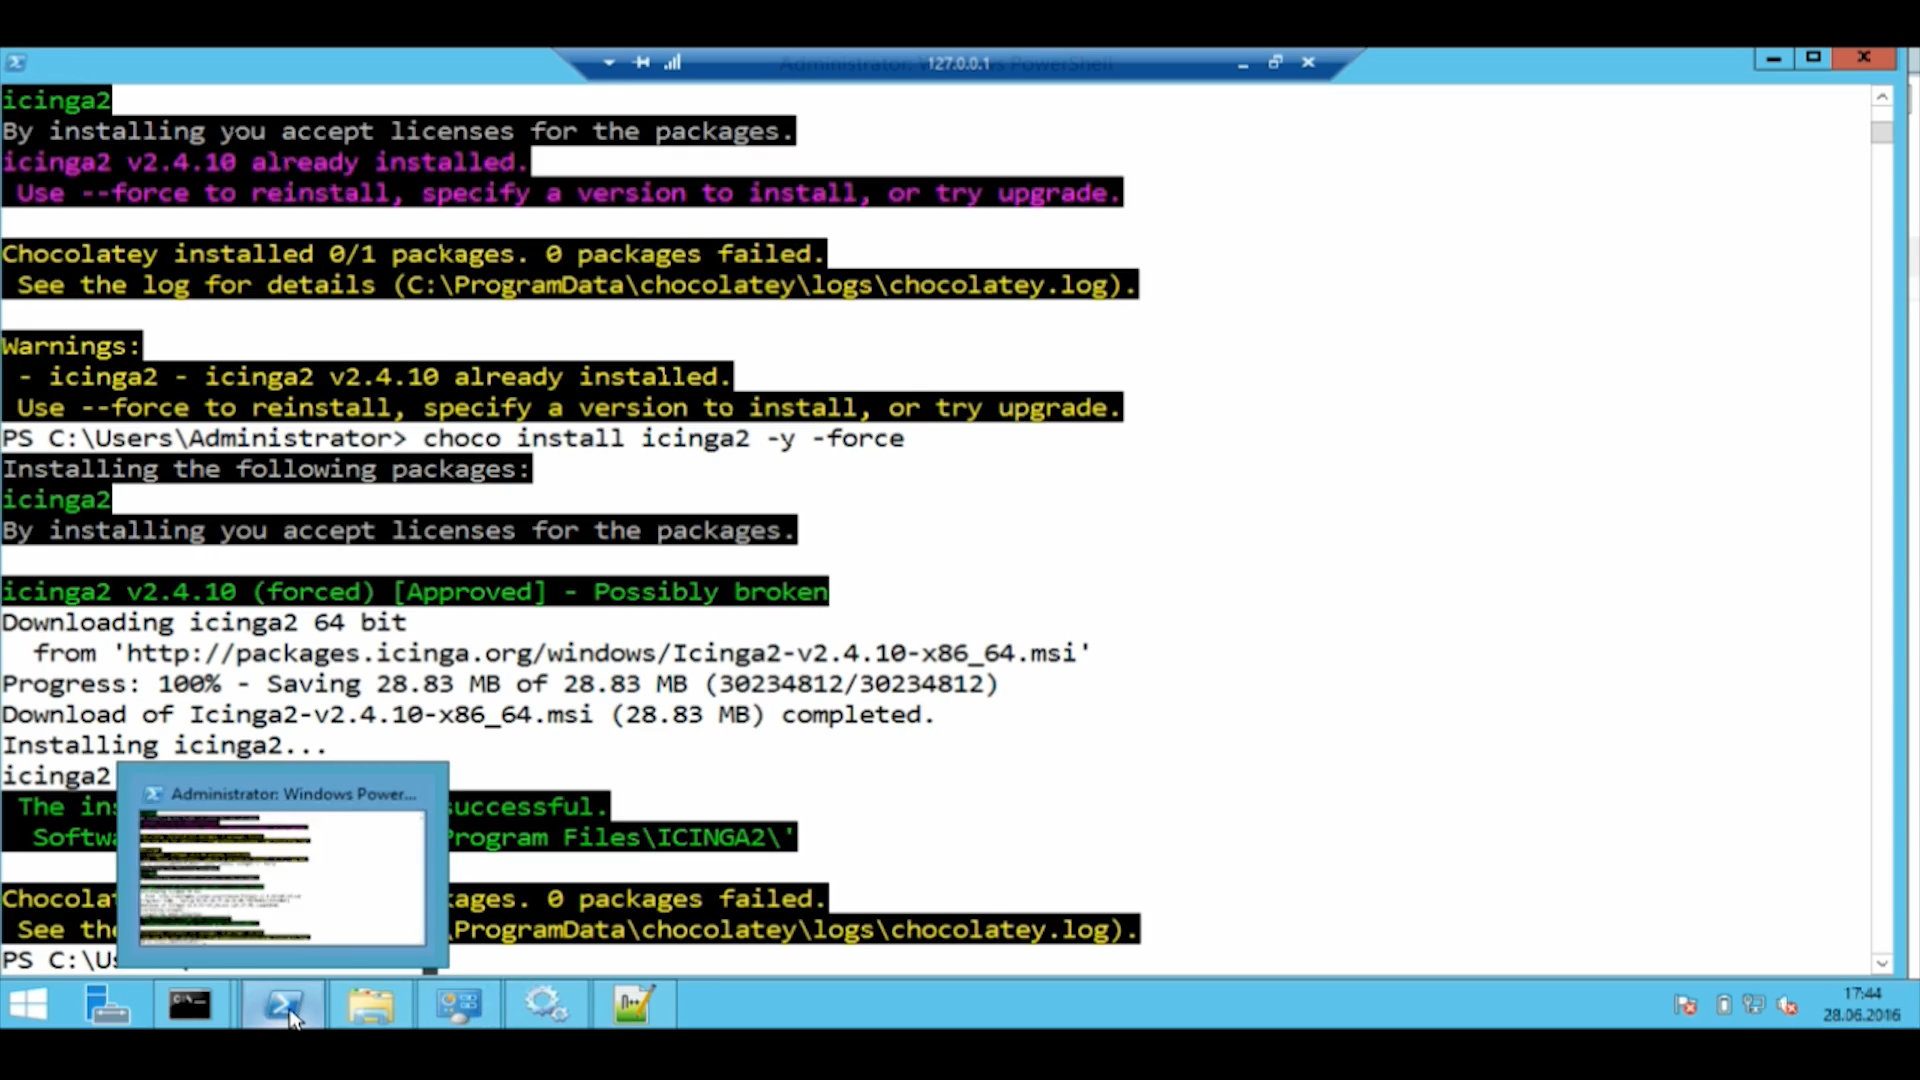 127.0.0.1
icinga2
By installing you accept licenses for the packages.
icinga2 v2.4.10 already installed.
 Use --force to reinstall, specify a version to install, or try upgrade.
Chocolatey installed 0/1 packages. 0 packages failed.
 See the log for details (C:\ProgramData\chocolatey\logs\chocolatey.log).
Warnings:
 - icinga2 - icinga2 v2.4.10 already installed.
 Use --force to reinstall, specify a version to install, or try upgrade.
PS C:\Users\Administrator> choco install icinga2 -y -force
Installing the following packages:
icinga2
By installing you accept licenses for the packages.
icinga2 v2.4.10 (forced) [Approved] - Possibly broken
Downloading icinga2 64 bit
  from 'http://packages.icinga.org/windows/Icinga2-v2.4.10-x86_64.msi'
Progress: 100% - Saving 28.83 MB of 28.83 MB (30234812/30234812)
Download of Icinga2-v2.4.10-x86_64.msi (28.83 MB) completed.
Installing icinga2...
icinga2
Administrator: Windows Power...
 The ins successful.
  Softwa Program Files\ICINGA2\'
Chocolat ages. 0 packages failed.
 See the \ProgramData\chocolatey\logs\chocolatey.log).
PS C:\Us
C:\_
17:44
28.06.2016